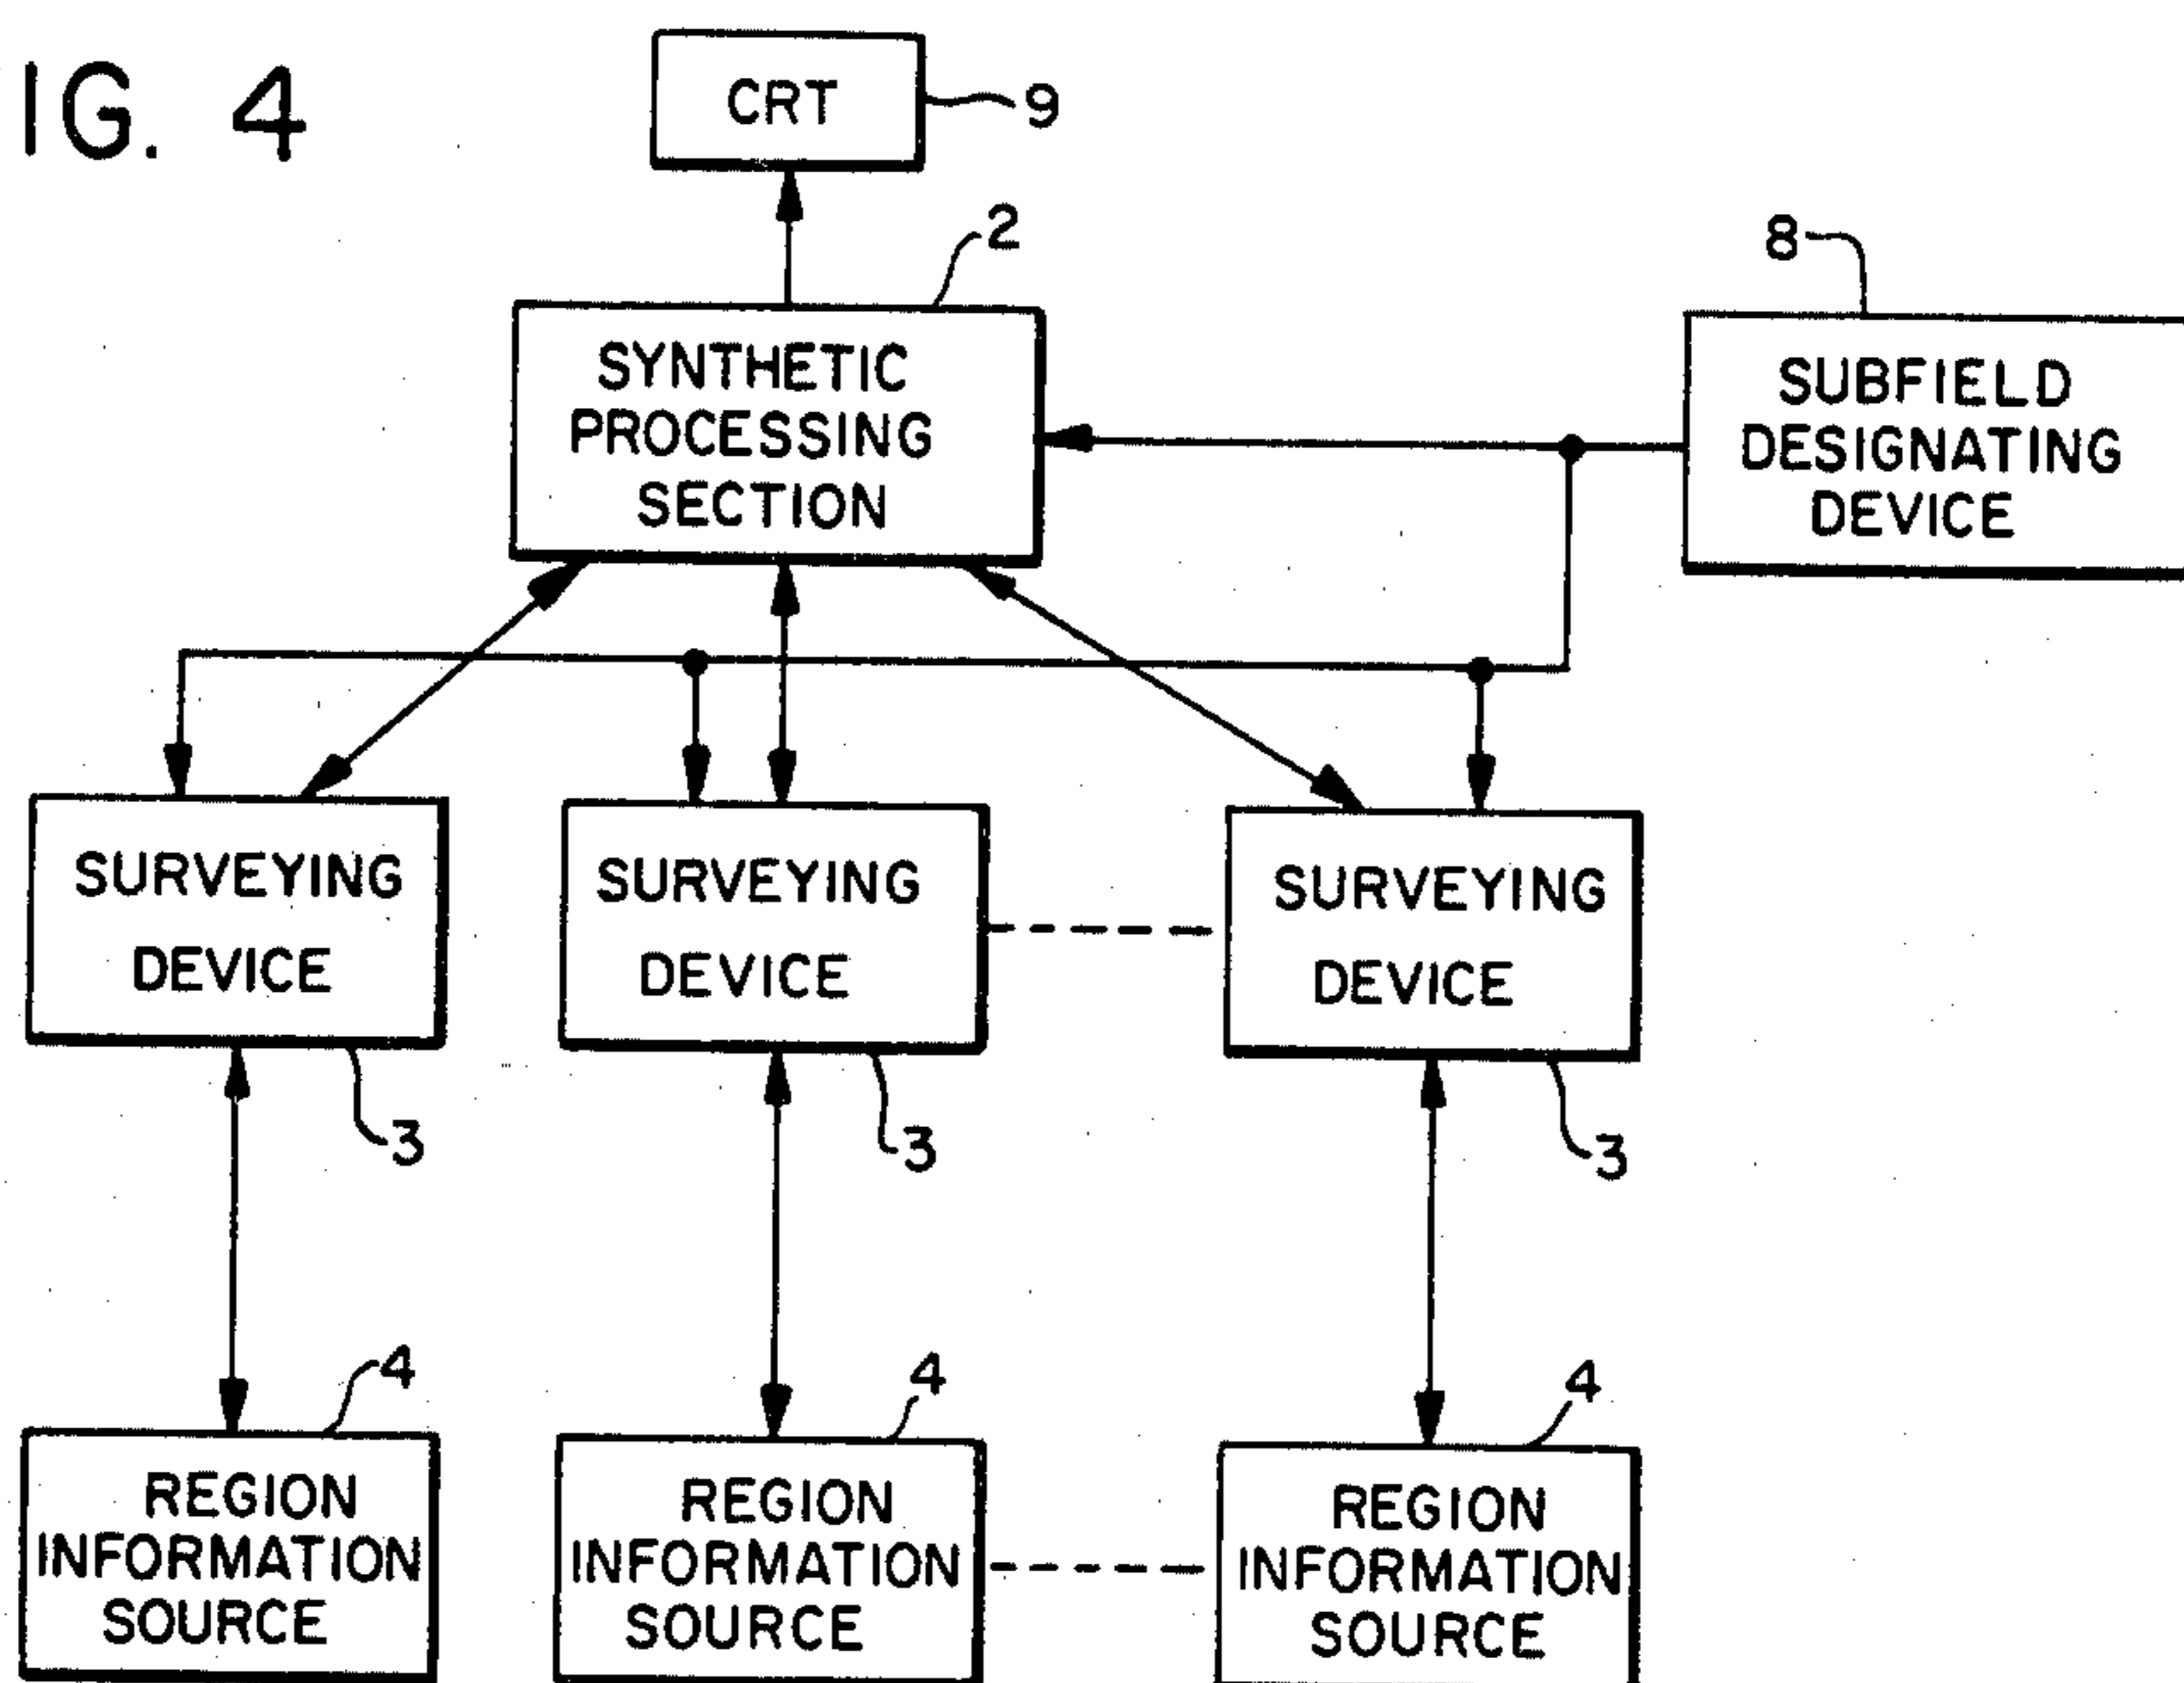 IG. 4
CRT
9
2
8
SYNTHETIC
PROCESSING
SECTION
SUBFIELD
DESIGNATING
DEVICE
SURVEYING
DEVICE
SURVEYING
DEVICE
SURVEYING
DEVICE
3
3
3
4
4
4
REGION
INFORMATION
SOURCE
REGION
INFORMATION
SOURCE
REGION
INFORMATION
SOURCE